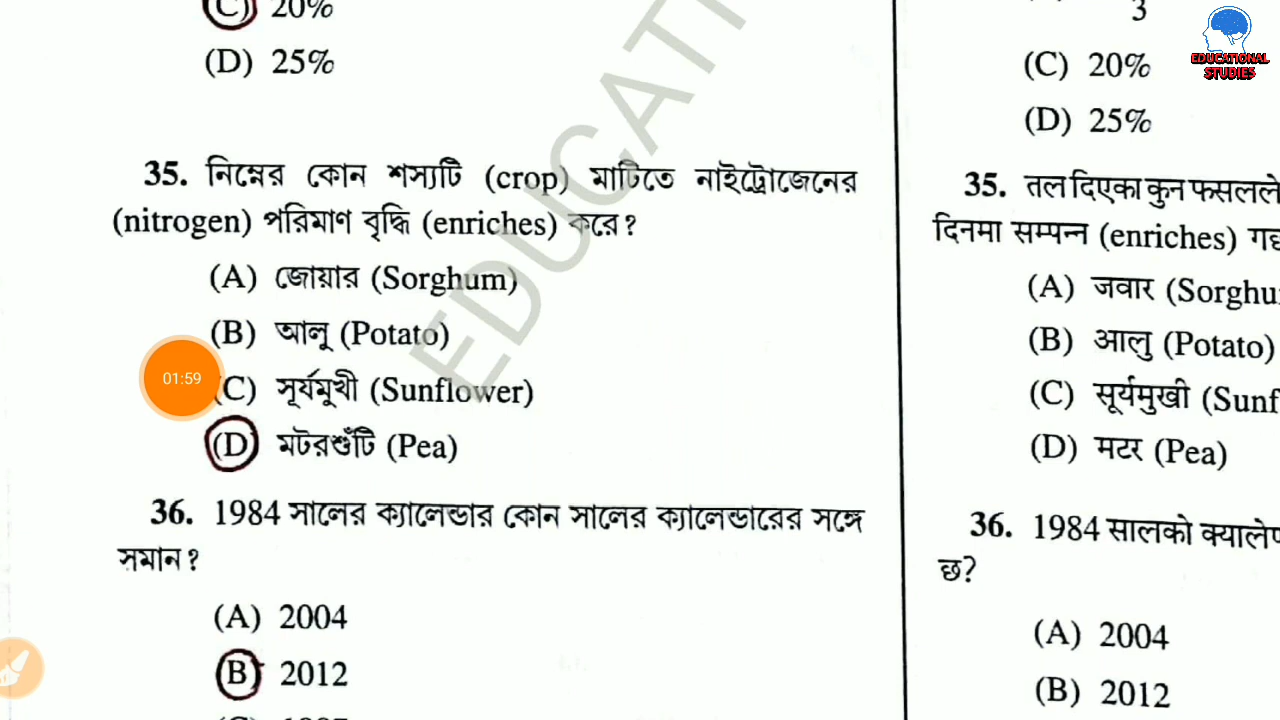 (C) 20%
(D) 25%
35. নিম্নের কোন শস্যটি (crop) মাটিতে নাইট্রোজেনের
(nitrogen) পরিমাণ বৃদ্ধি (enriches) করে?
(A) জোয়ার (Sorghum)
(B) আলু (Potato)
(C) সূর্যমুখী (Sunflower)
(D) মটরশুঁটি (Pea)
36. 1984 সালের ক্যালেন্ডার কোন সালের ক্যালেন্ডারের সঙ্গে
সমান?
(A) 2004
(B) 2012
3
(C) 20%
(D) 25%
35. तल दिएका कुन फसलले
दिनमा सम्पन्न (enriches) गर्छ
(A) जवार (Sorghu
(B) आलु (Potato)
(C) सूर्यमुखी (Sunf
(D) मटर (Pea)
36. 1984 सालको
छ?
(A) 2004
(B) 2012
EDUCATI
01:59
EDUCATIONAL
STUDIES